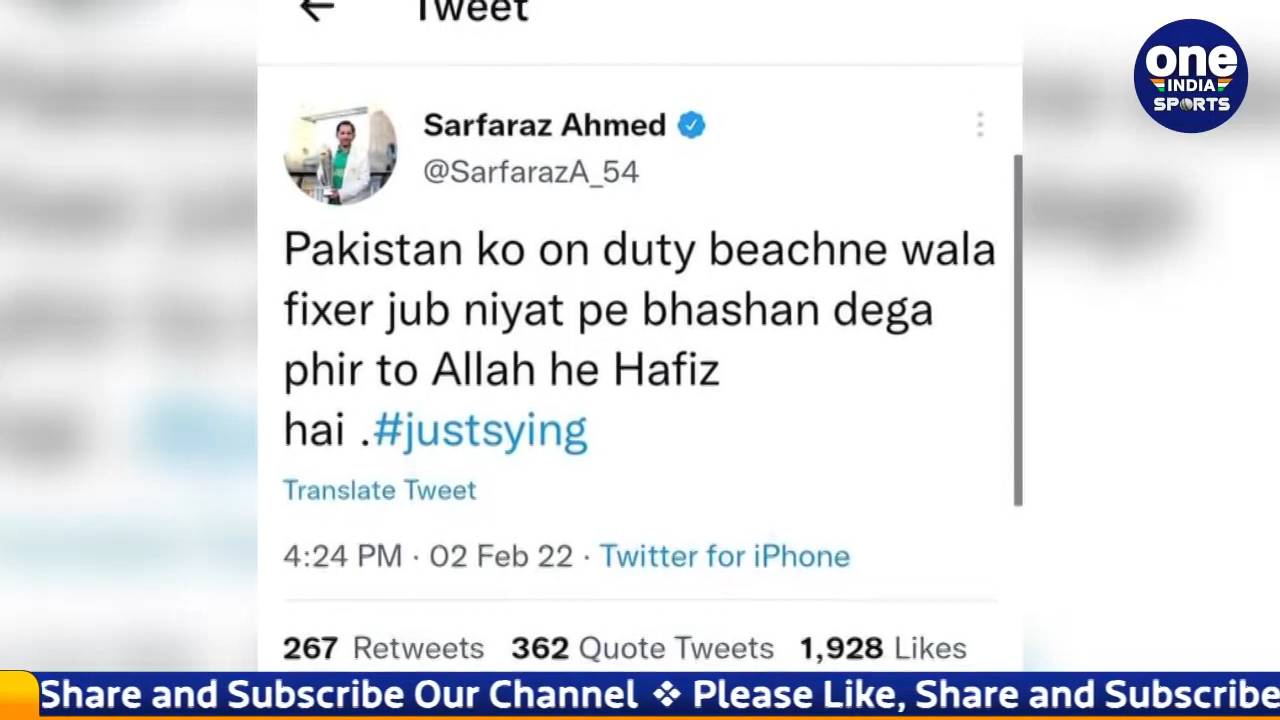 Tweet
one
INDIA
SPORTS
Sarfaraz Ahmed
@SarfarazA_54
Pakistan ko on duty beachne wala
fixer jub niyat pe bhashan dega
phir to Allah he Hafiz
hai .#justsying
Translate Tweet
4:24 PM · 02 Feb 22 · Twitter for iPhone
267 Retweets 362 Quote Tweets 1,928 Likes
Share and Subscribe Our Channel ❖ Please Like, Share and Subscribe